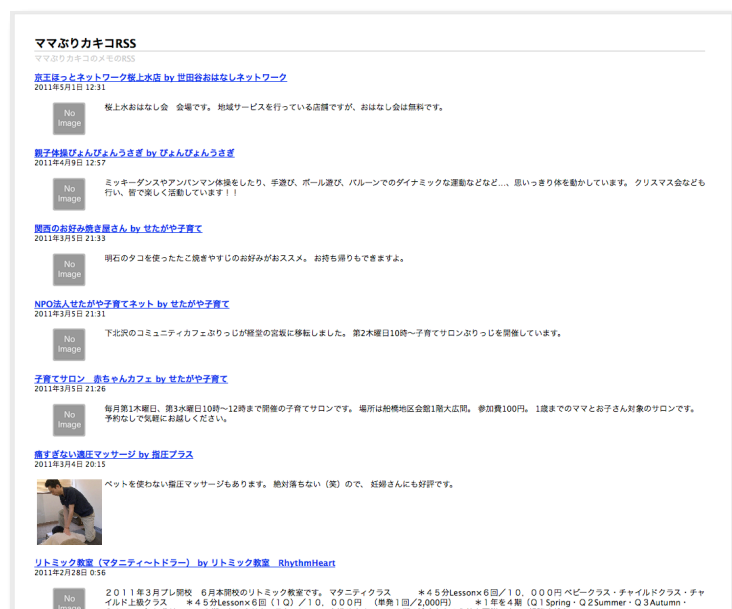 ママぷりカキコRSS
ママぷりカキコのメモのRSS
京王ほっとネットワーク桜上水店 by 世田谷おはなしネットワーク
2011年5月1日 12:31
No
Image
桜上水おはなし会　会場です。 地域サービスを行っている店舗ですが、おはなし会は無料です。
親子体操ぴょんぴょんうさぎ by ぴょんぴょんうさぎ
2011年4月9日 12:57
No
Image
ミッキーダンスやアンパンマン体操をしたり、手遊び、ボール遊び、バルーンでのダイナミックな運動などなど…、思いっきり体を動かしています。 クリスマス会なども
行い、皆で楽しく活動しています！！
関西のお好み焼き屋さん by せたがや子育て
2011年3月5日 21:33
No
Image
明石のタコを使ったたこ焼きやすじのお好みがおススメ。 お持ち帰りもできますよ。
NPO法人せたがや子育てネット by せたがや子育て
2011年3月5日 21:31
No
Image
下北沢のコミュニティカフェぶりっじが経堂の宮坂に移転しました。 第2木曜日10時〜子育てサロンぶりっじを開催しています。
子育てサロン　赤ちゃんカフェ by せたがや子育て
2011年3月5日 21:26
No
Image
毎月第1木曜日、第3水曜日10時〜12時まで開催の子育てサロンです。 場所は船橋地区会館1階大広間。 参加費100円。 1歳までのママとお子さん対象のサロンです。
予約なしで気軽にお越しください。
痛すぎない適圧マッサージ by 指圧プラス
2011年3月4日 20:15
ベットを使わない指圧マッサージもあります。 絶対落ちない（笑）ので、 妊婦さんにも好評です。
リトミック教室（マタニティ〜トドラー） by リトミック教室　RhythmHeart
2011年2月28日 0:56
No
Image
２０１１年３月プレ開校　６月本開校のリトミック教室です。 マタニティクラス　　＊４５分Lesson×６回／１０，０００円 ベビークラス・チャイルドクラス・チャ
イルド上級クラス　　＊４５分Lesson×６回（１Q）／１０，０００円　（単発１回／2,000円）　　＊１年を４期（Q１Spring・Q２Summer・Q３Autumn・